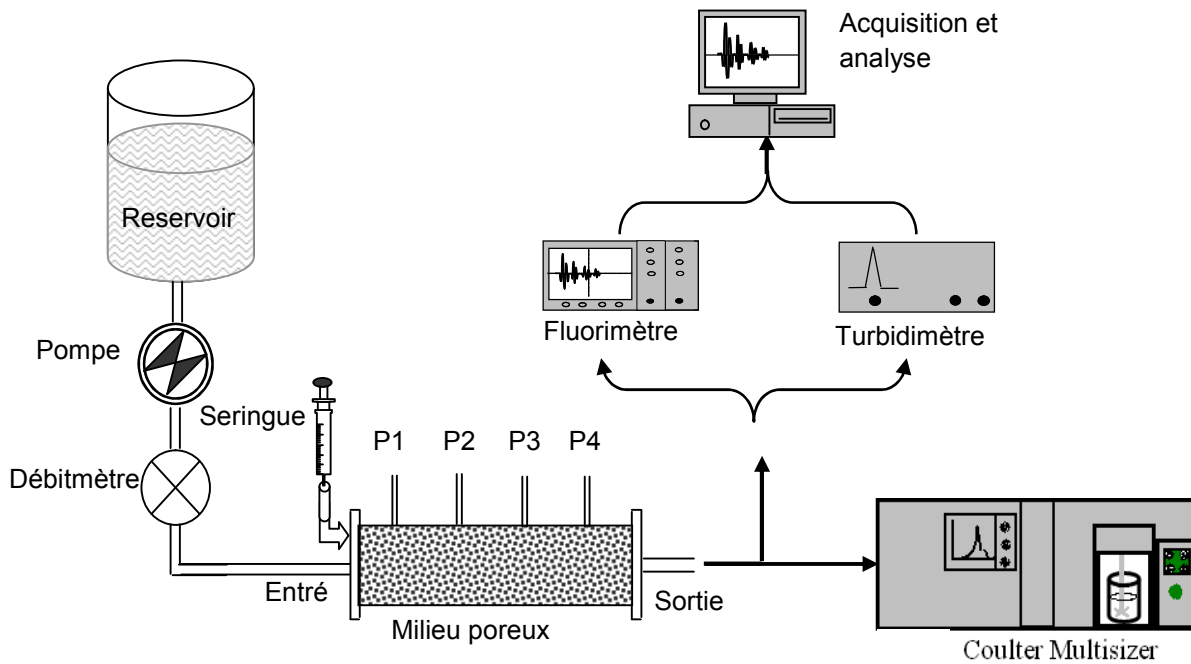 Acquisition et
analyse
Reservoir
Pompe
Fluorimètre
Turbidimètre
Seringue
P1 P2 P3 P4
Débitmètre
Entré
Sortie
Milieu poreux
Coulter Multisizer